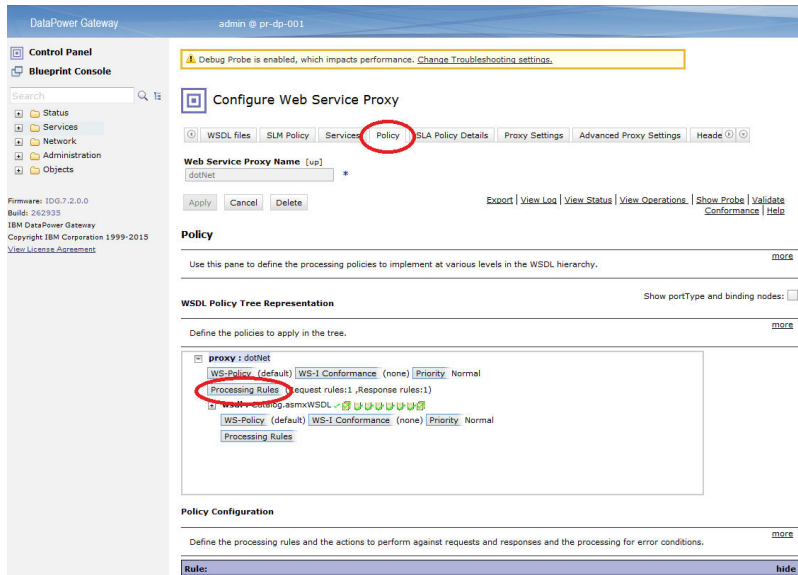 DataPower Gateway
admin @ pr-dp-001
Control Panel
Blueprint Console
Search
Status
Services
Network
Administration
Objects
Firmware: IDG.7.2.0.0
Build: 262935
IBM DataPower Gateway
Copyright IBM Corporation 1999-2015
View License Agreement
Debug Probe is enabled, which impacts performance. Change Troubleshooting settings.
Configure Web Service Proxy
WSDL files SLM Policy Services Policy SLA Policy Details Proxy Settings Advanced Proxy Settings Heade
Web Service Proxy Name [up]
dotNet *
Apply Cancel Delete
Export | View Log | View Status | View Operations | Show Probe | Validate
Conformance | Help
Policy
more
Use this pane to define the processing policies to implement at various levels in the WSDL hierarchy.
Show portType and binding nodes:
WSDL Policy Tree Representation
more
Define the policies to apply in the tree.
proxy : dotNet
WS-Policy (default) WS-I Conformance (none) Priority Normal
Processing Rules (Request rules:1 ,Response rules:1)
wsdl : Catalog.asmxWSDL
WS-Policy (default) WS-I Conformance (none) Priority Normal
Processing Rules
Policy Configuration
more
Define the processing rules and the actions to perform against requests and responses and the processing for error conditions.
Rule: hide